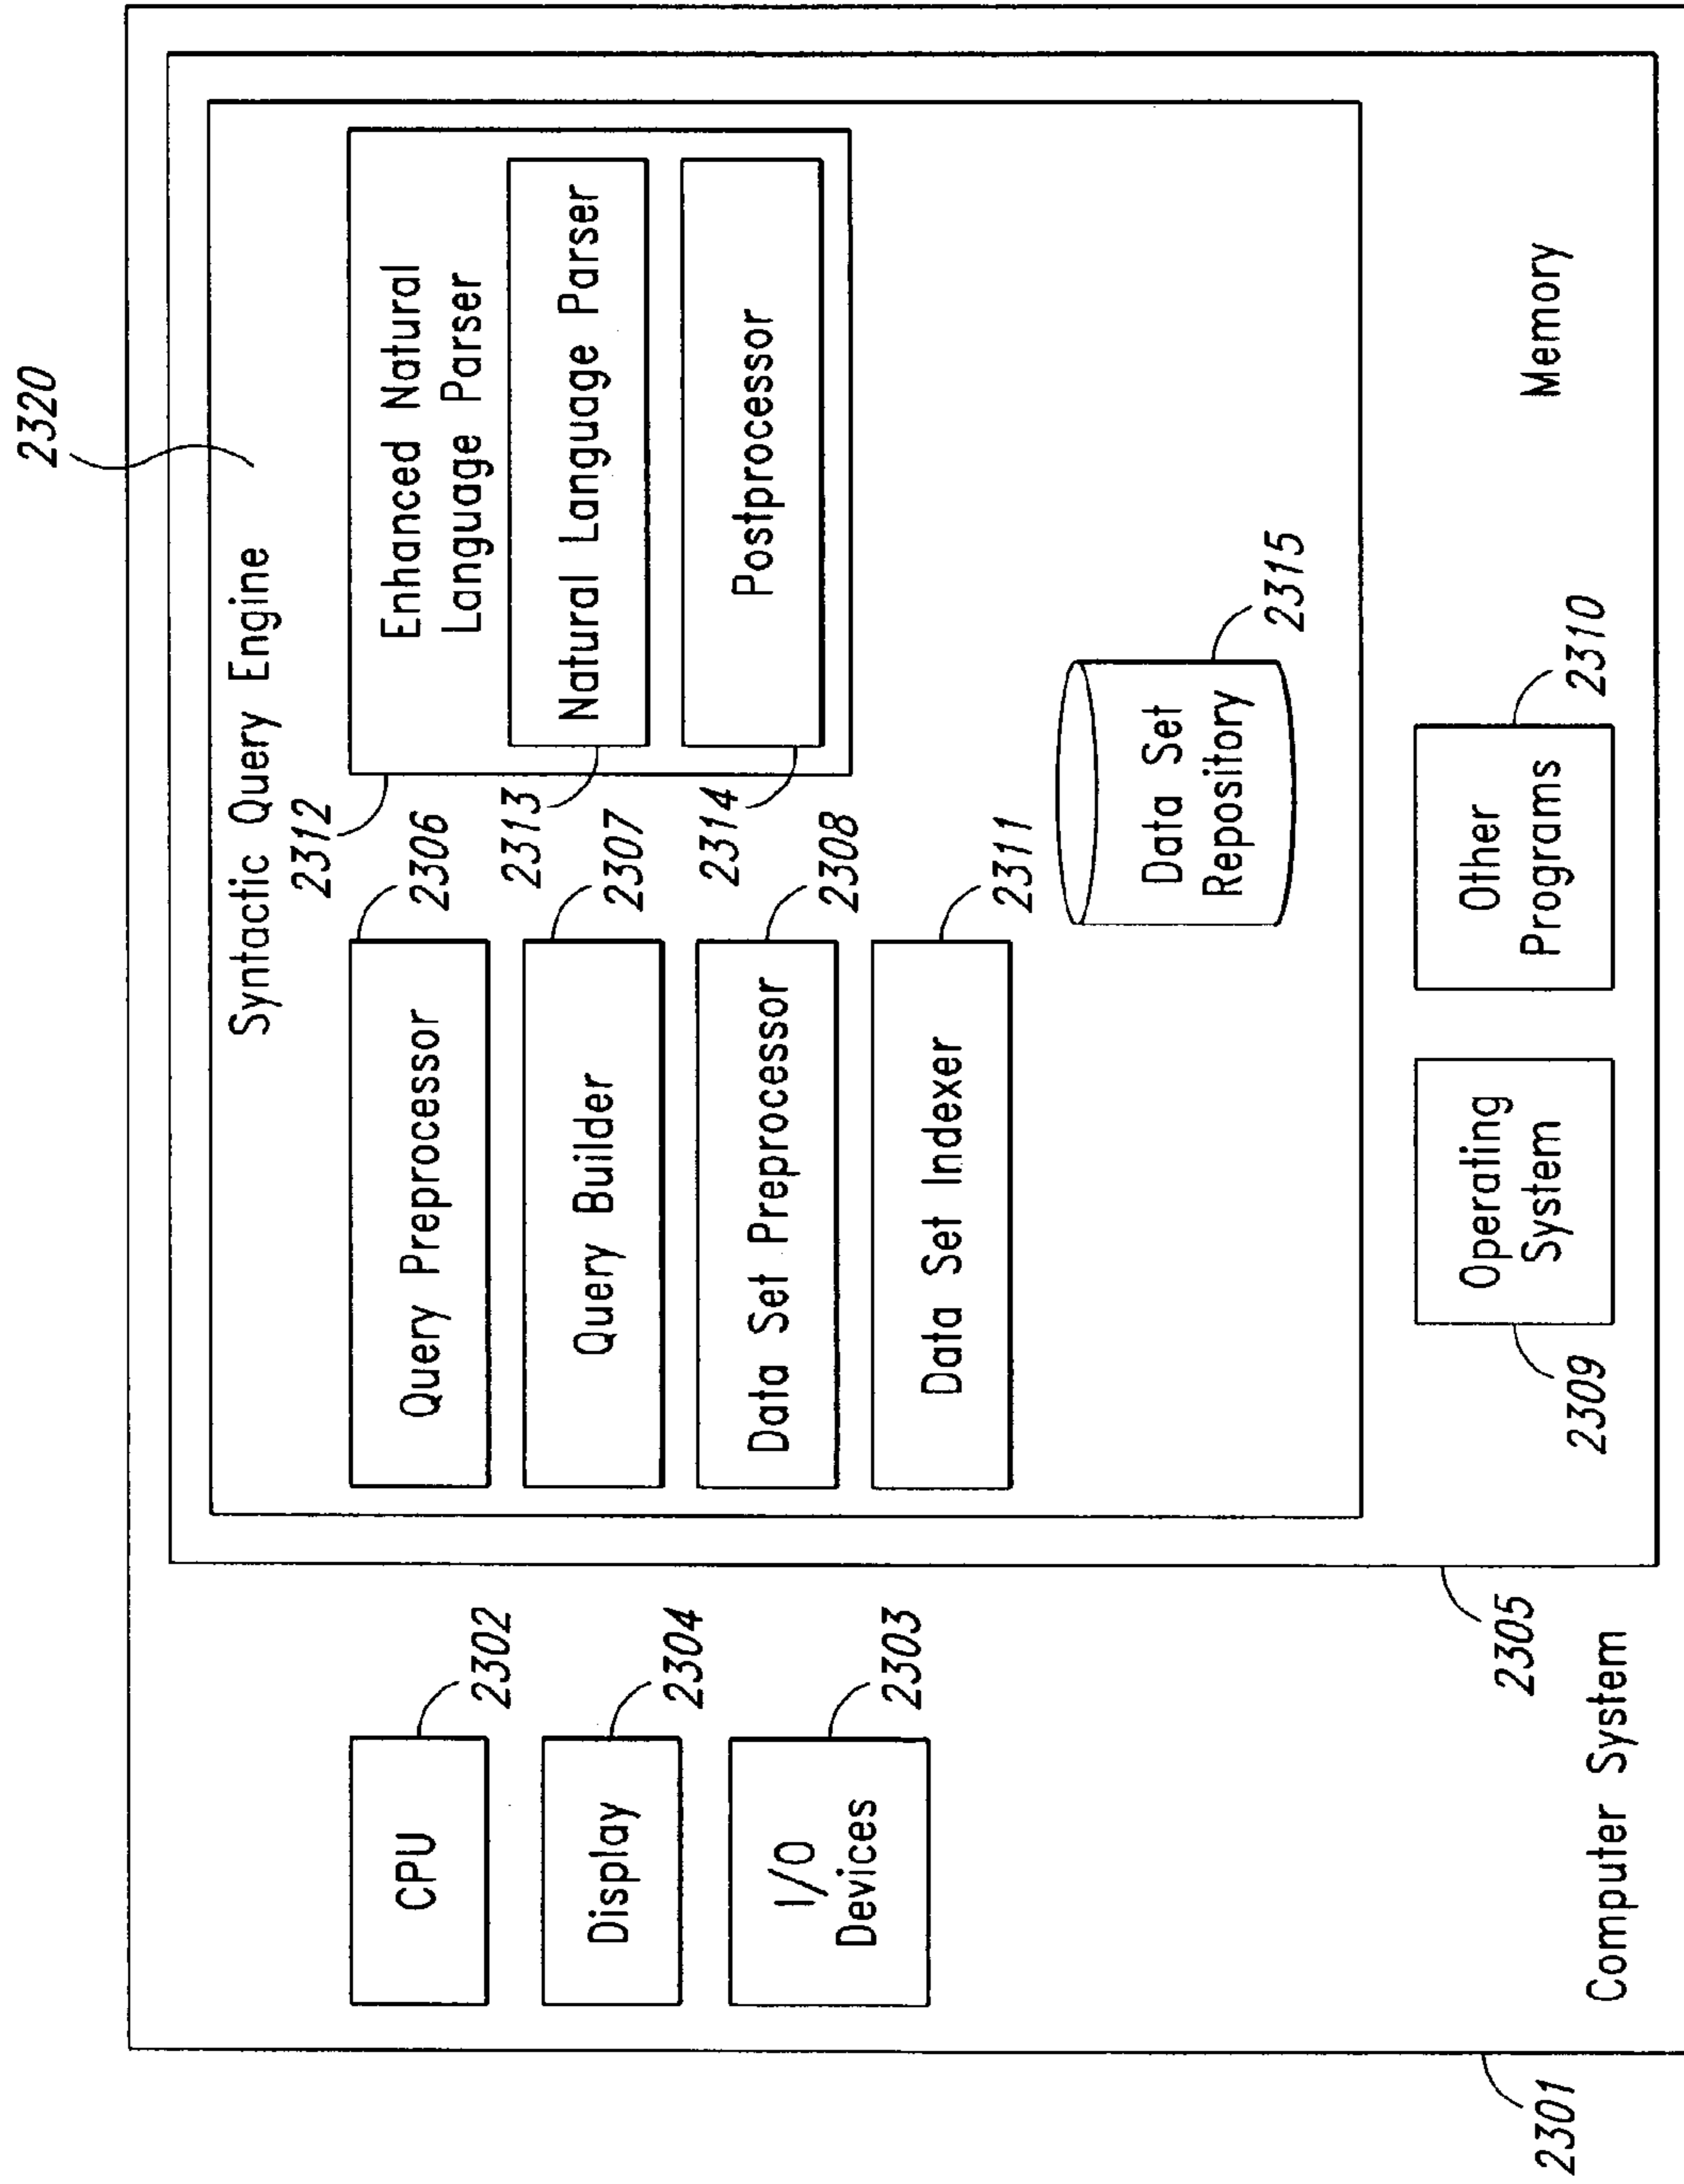 2320
Syntactic Query Engine
2312
Enhanced Natural
Language Parser
2313
Natural Language Parser
2314
Postprocessor
Query Preprocessor
2306
Query Builder
2307
Data Set Preprocessor
2308
Data Set Indexer
2311
Data Set
Repository
2315
CPU
2302
Display
2304
I/O
Devices
2303
Operating
System
2309
Other
Programs
2310
Memory
2305
Computer System
2301